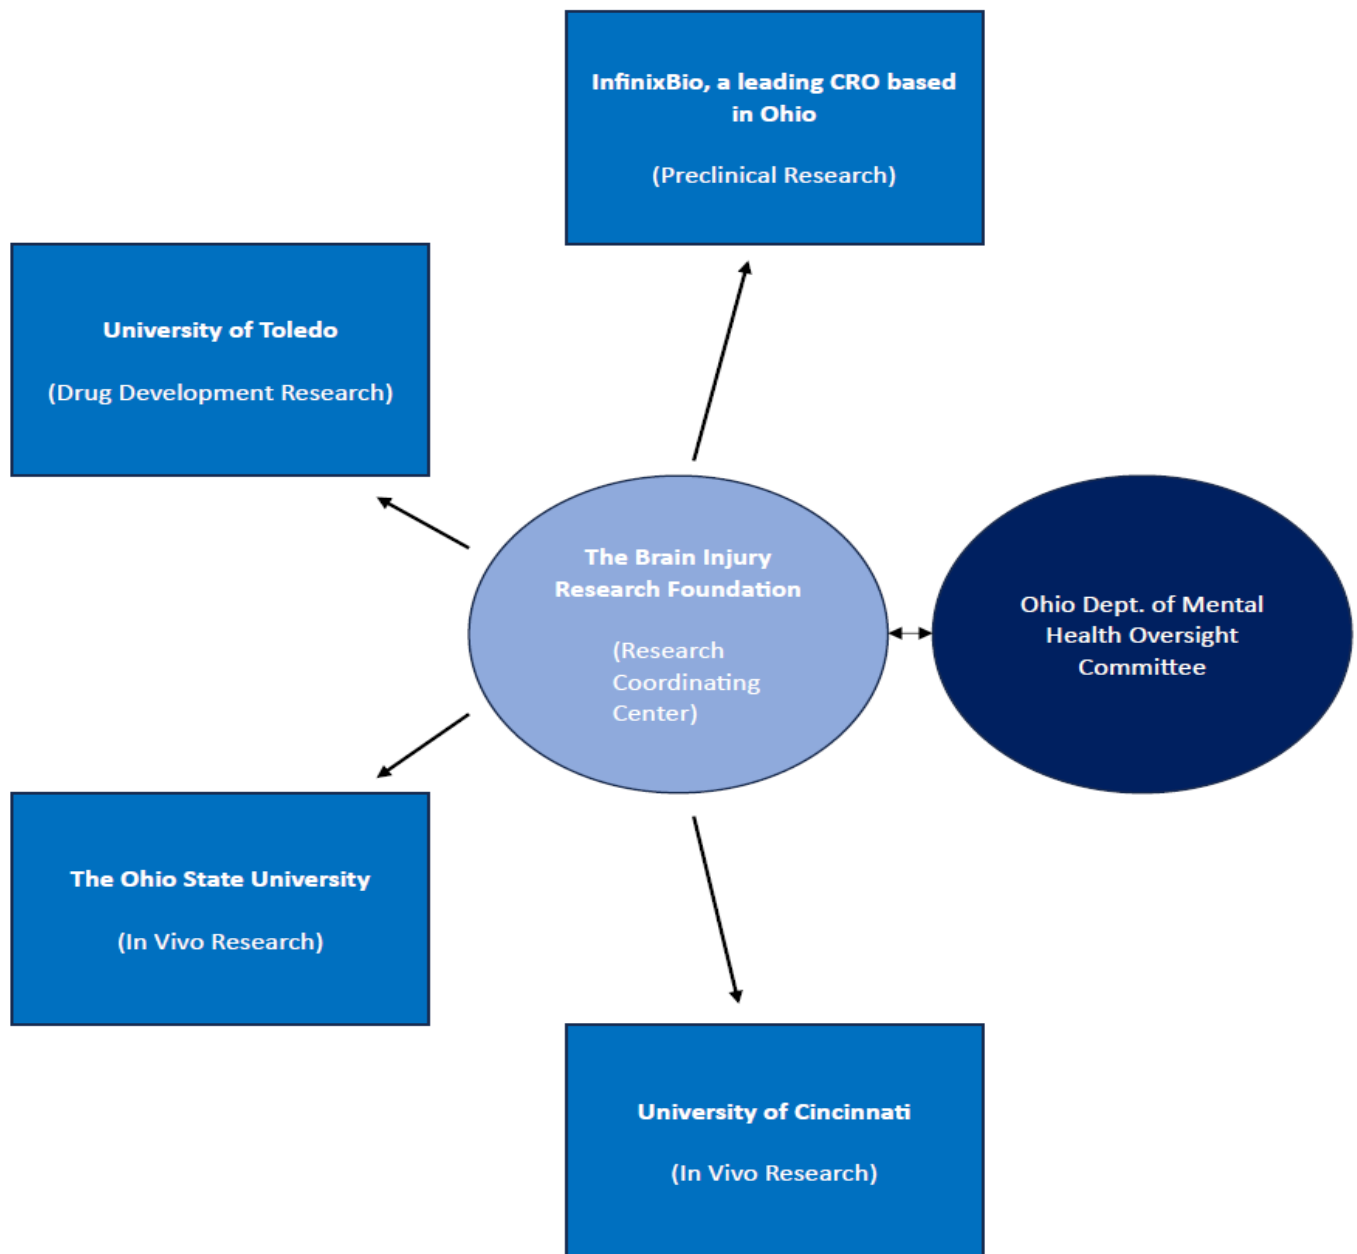 InfinixBio, a leading CRO based
in Ohio
(Preclinical Research)
University of Toledo
(Drug Development Research)
The Brain Injury
Research Foundation
(Research
Coordinating
Center)
Ohio Dept. of Mental
Health Oversight
Committee
The Ohio State University
(In Vivo Research)
University of Cincinnati
(In Vivo Research)